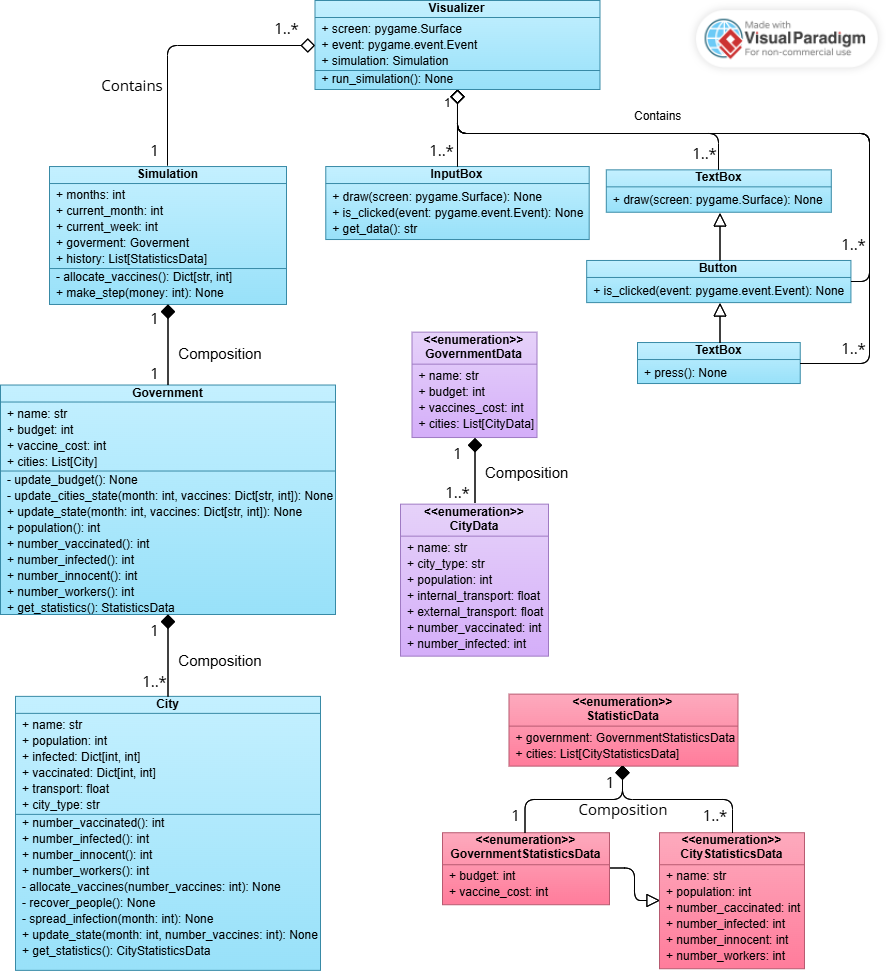 Visualizer
+ screen: pygame.Surface
+ event: pygame.event.Event
+ simulation: Simulation
+ run_simulation(): None
Made with
VisualParadigm
For non-commercial use
1..*
Contains
1
1
Contains
1..*
1..*
1..*
1..*
Simulation
+ months: int
+ current_month: int
+ current_week: int
+ goverment: Goverment
+ history: List[StatisticsData]
- allocate_vaccines(): Dict[str, int]
+ make_step(money: int): None
InputBox
+ draw(screen: pygame.Surface): None
+ is_clicked(event: pygame.event.Event): None
+ get_data(): str
TextBox
+ draw(screen: pygame.Surface): None
Button
+ is_clicked(event: pygame.event.Event): None
TextBox
+ press(): None
1
Composition
1
Government
+ name: str
+ budget: int
+ vaccine_cost: int
+ cities: List[City]
- update_budget(): None
- update_cities_state(month: int, vaccines: Dict[str, int]): None
+ update_state(month: int, vaccines: Dict[str, int]): None
+ population(): int
+ number_vaccinated(): int
+ number_infected(): int
+ number_innocent(): int
+ number_workers(): int
+ get_statistics(): StatisticsData
<<enumeration>>
GovernmentData
+ name: str
+ budget: int
+ vaccines_cost: int
+ cities: List[CityData]
1
Composition
1..*
<<enumeration>>
CityData
+ name: str
+ city_type: str
+ population: int
+ internal_transport: float
+ external_transport: float
+ number_vaccinated: int
+ number_infected: int
1
Composition
1..*
City
+ name: str
+ population: int
+ infected: Dict[int, int]
+ vaccinated: Dict[int, int]
+ transport: float
+ city_type: str
+ number_vaccinated(): int
+ number_infected(): int
+ number_innocent(): int
+ number_workers(): int
- allocate_vaccines(number_vaccines: int): None
- recover_people(): None
- spread_infection(month: int): None
+ update_state(month: int, number_vaccines: int): None
+ get_statistics(): CityStatisticsData
<<enumeration>>
StatisticData
+ government: GovernmentStatisticsData
+ cities: List[CityStatisticsData]
1
Composition
1
1..*
<<enumeration>>
GovernmentStatisticsData
+ budget: int
+ vaccine_cost: int
<<enumeration>>
CityStatisticsData
+ name: str
+ population: int
+ number_caccinated: int
+ number_infected: int
+ number_innocent: int
+ number_workers: int